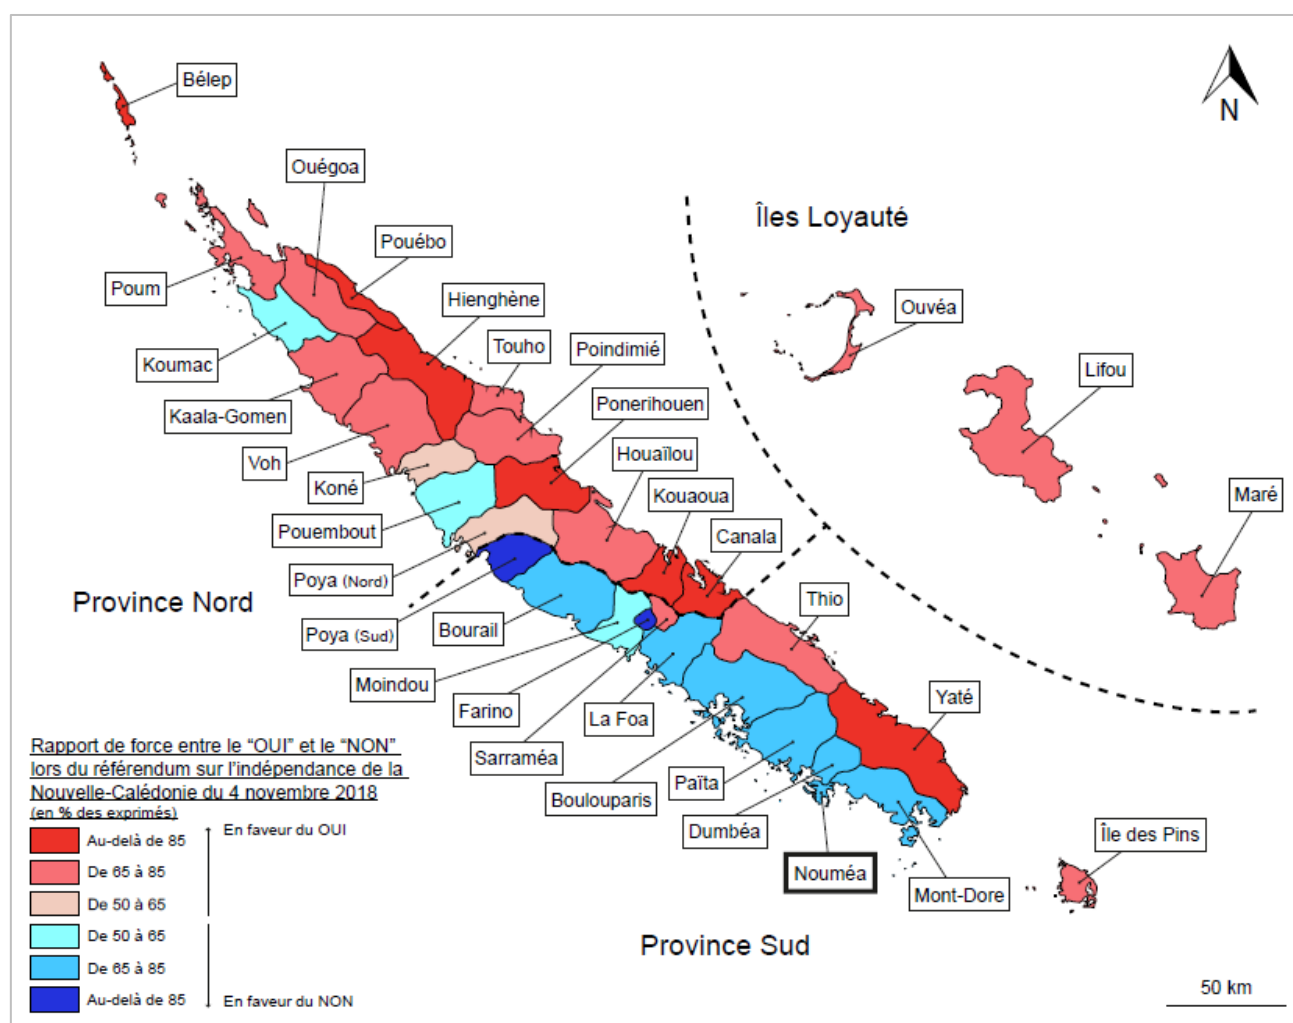 Bélep
N
Ouégoa
Îles Loyauté
Pouébo
Poum
Hiengène
Ouvéa
Touho
Poindimié
Koumac
Lifou
Ponerihouen
Kaala-Gomen
Houaïlou
Voh
Koné
Kouaoua
Maré
Pouembout
Canala
Poya (Nord)
Province Nord
Thio
Poya (Sud)
Bourail
Moindou
Yaté
Farino
La Foa
Sarraméa
Rapport de force entre le “OUI” et le “NON”
lors du référendum sur l’indépendance de la
Nouvelle-Calédonie du 4 novembre 2018
(en % des exprimés)
Païta
Boulouparis
Dumbéa
Île des Pins
En faveur du OUI
Au-delà de 85
De 65 à 85
De 50 à 65
De 50 à 65
De 65 à 85
Au-delà de 85
En faveur du NON
Nouméa
Mont-Dore
Province Sud
50 km